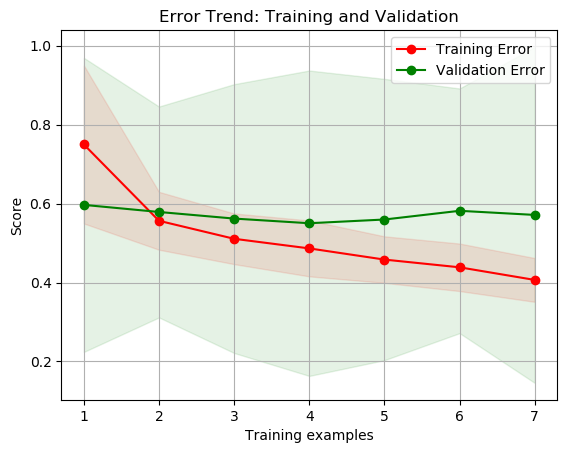 Error Trend: Training and Validation
Training Error
Validation Error
1.0
0.8
0.6
0.4
0.2
Score
1 2 3 4 5 6 7
Training examples